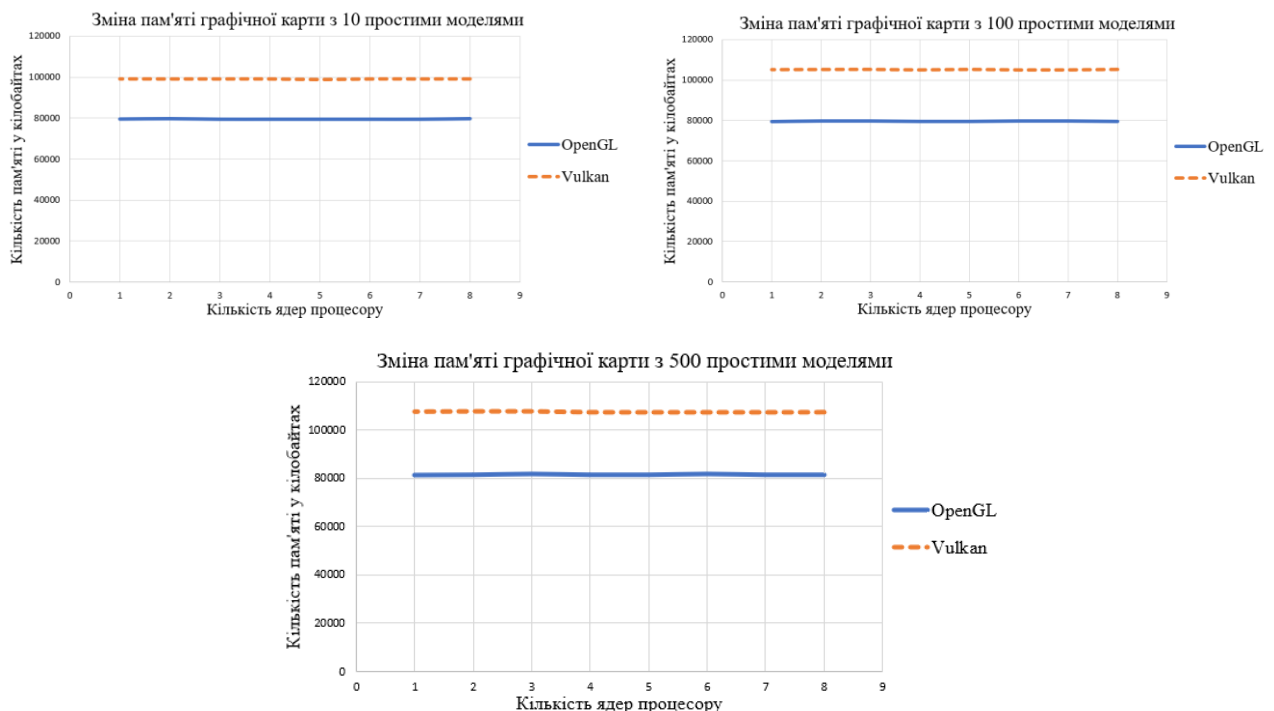 Зміна пам'яті графічної карти з 10 простими моделями
Кількість пам'яті у кілобайтах
120000
100000
80000
60000
40000
20000
0
0 1 2 3 4 5 6 7 8 9
Кількість ядер процесору
OpenGL
Vulkan
Зміна пам'яті графічної карти з 100 простими моделями
Кількість пам'яті у кілобайтах
120000
100000
80000
60000
40000
20000
0
0 1 2 3 4 5 6 7 8 9
Кількість ядер процесору
OpenGL
Vulkan
Зміна пам'яті графічної карти з 500 простими моделями
Кількість пам'яті у кілобайтах
120000
100000
80000
60000
40000
20000
0
0 1 2 3 4 5 6 7 8 9
Кількість ядер процесору
OpenGL
Vulkan